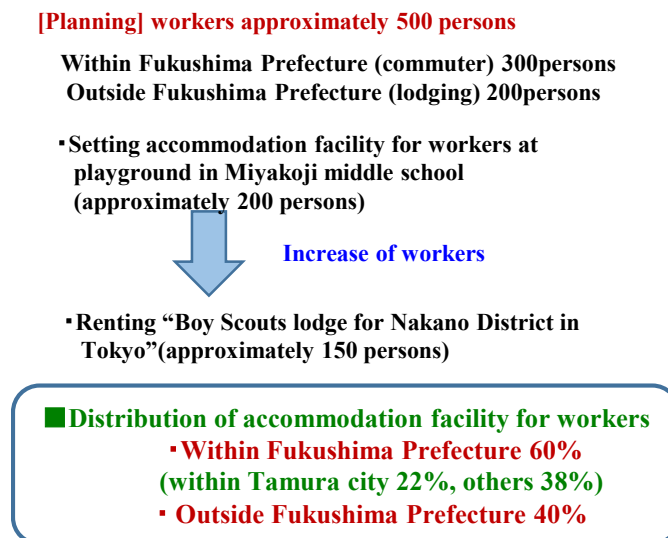 [Planning] workers approximately 500 persons
Within Fukushima Prefecture (commuter) 300persons
Outside Fukushima Prefecture (lodging) 200persons
・Setting accommodation facility for workers at
playground in Miyakoji middle school
(approximately 200 persons)
Increase of workers
・Renting “Boy Scouts lodge for Nakano District in
Tokyo”(approximately 150 persons)
■Distribution of accommodation facility for workers
・Within Fukushima Prefecture 60%
(within Tamura city 22%, others 38%)
・Outside Fukushima Prefecture 40%